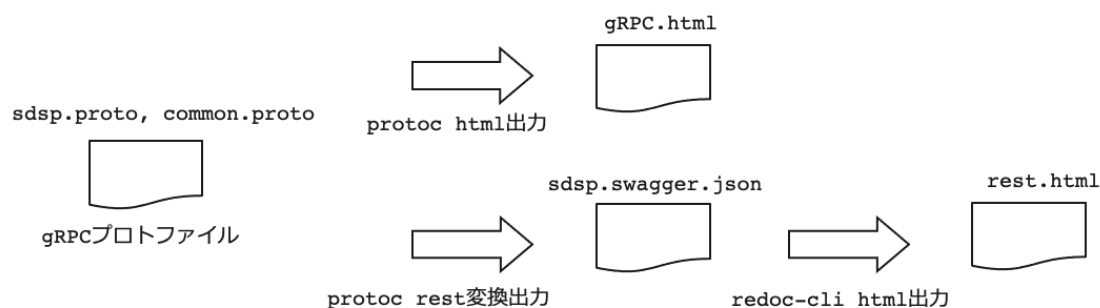 gRPC.html
sdsp.proto, common.proto
protoc html出力
gRPCプロトファイル
sdsp.swagger.json
rest.html
protoc rest変換出力
redoc-cli html出力